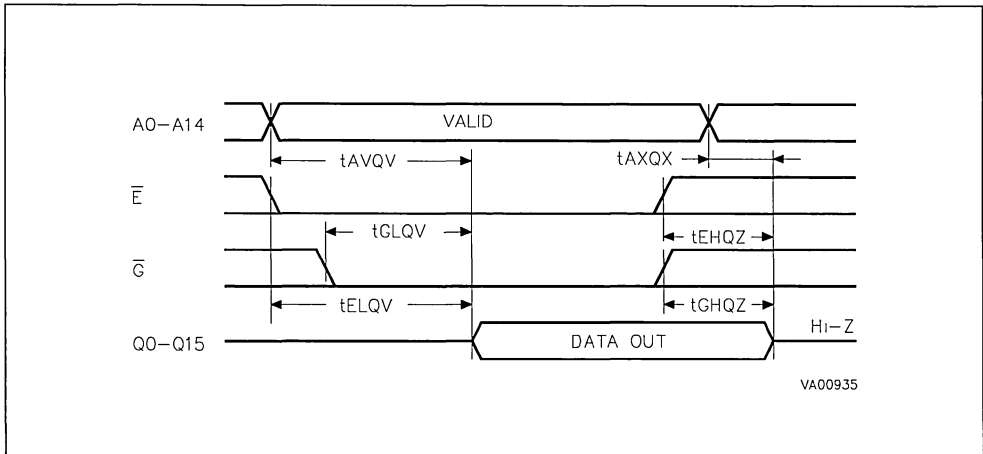 A0-A14
VALID
tAVQV
tAXQX
E̅
tGLQV
tEHQZ
G̅
tELQV
tGHQZ
Q0-Q15
DATA OUT
Hi-Z
VA00935